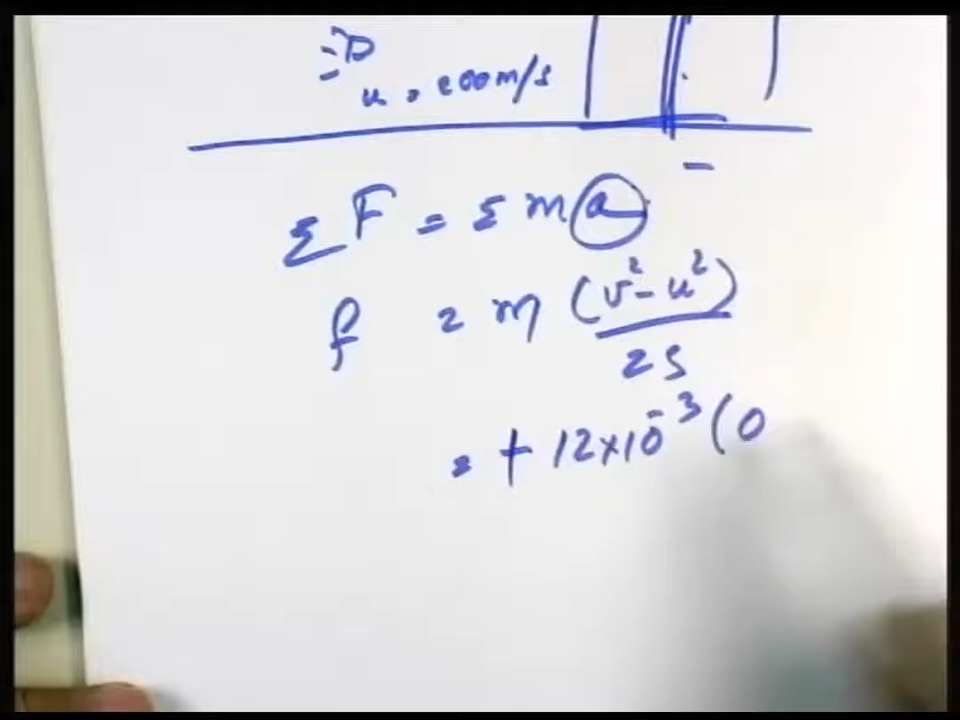 u = 200 m/s
ΣF = Σ m a
f = m (v² - u²) / 2s
= + 12×10⁻³ (0